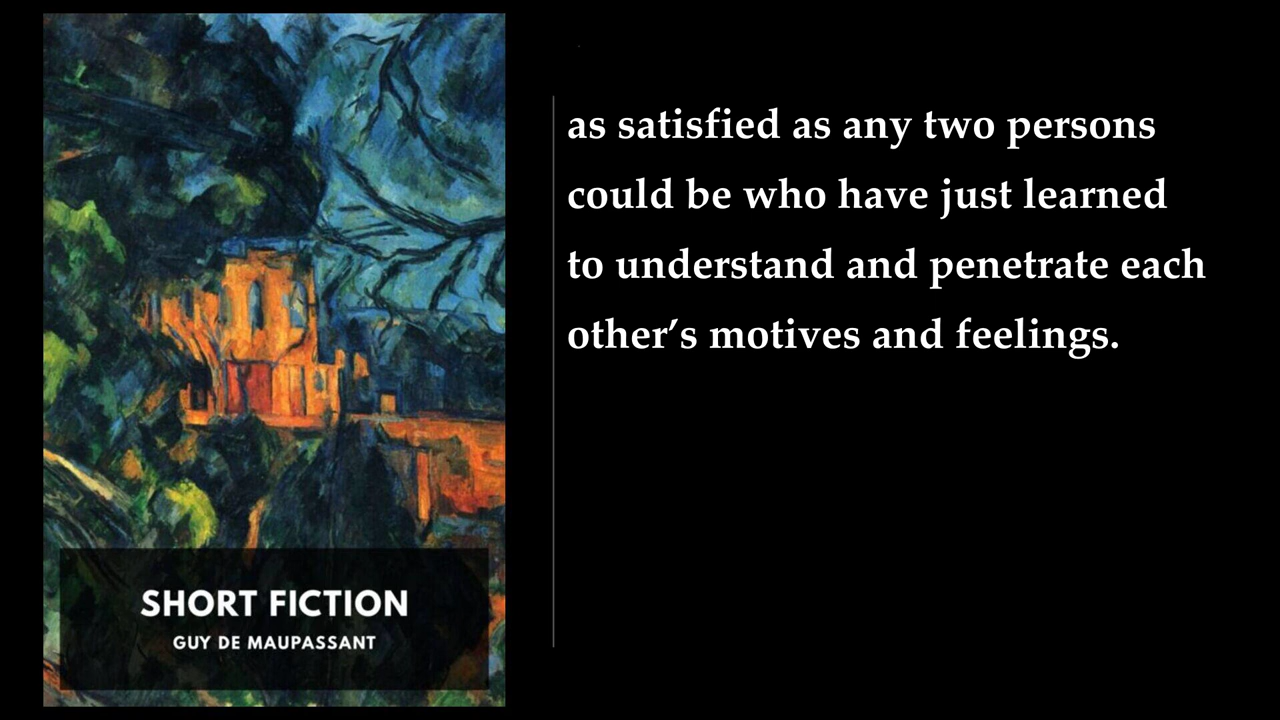 as satisfied as any two persons
could be who have just learned
to understand and penetrate each
other’s motives and feelings.
SHORT FICTION
GUY DE MAUPASSANT